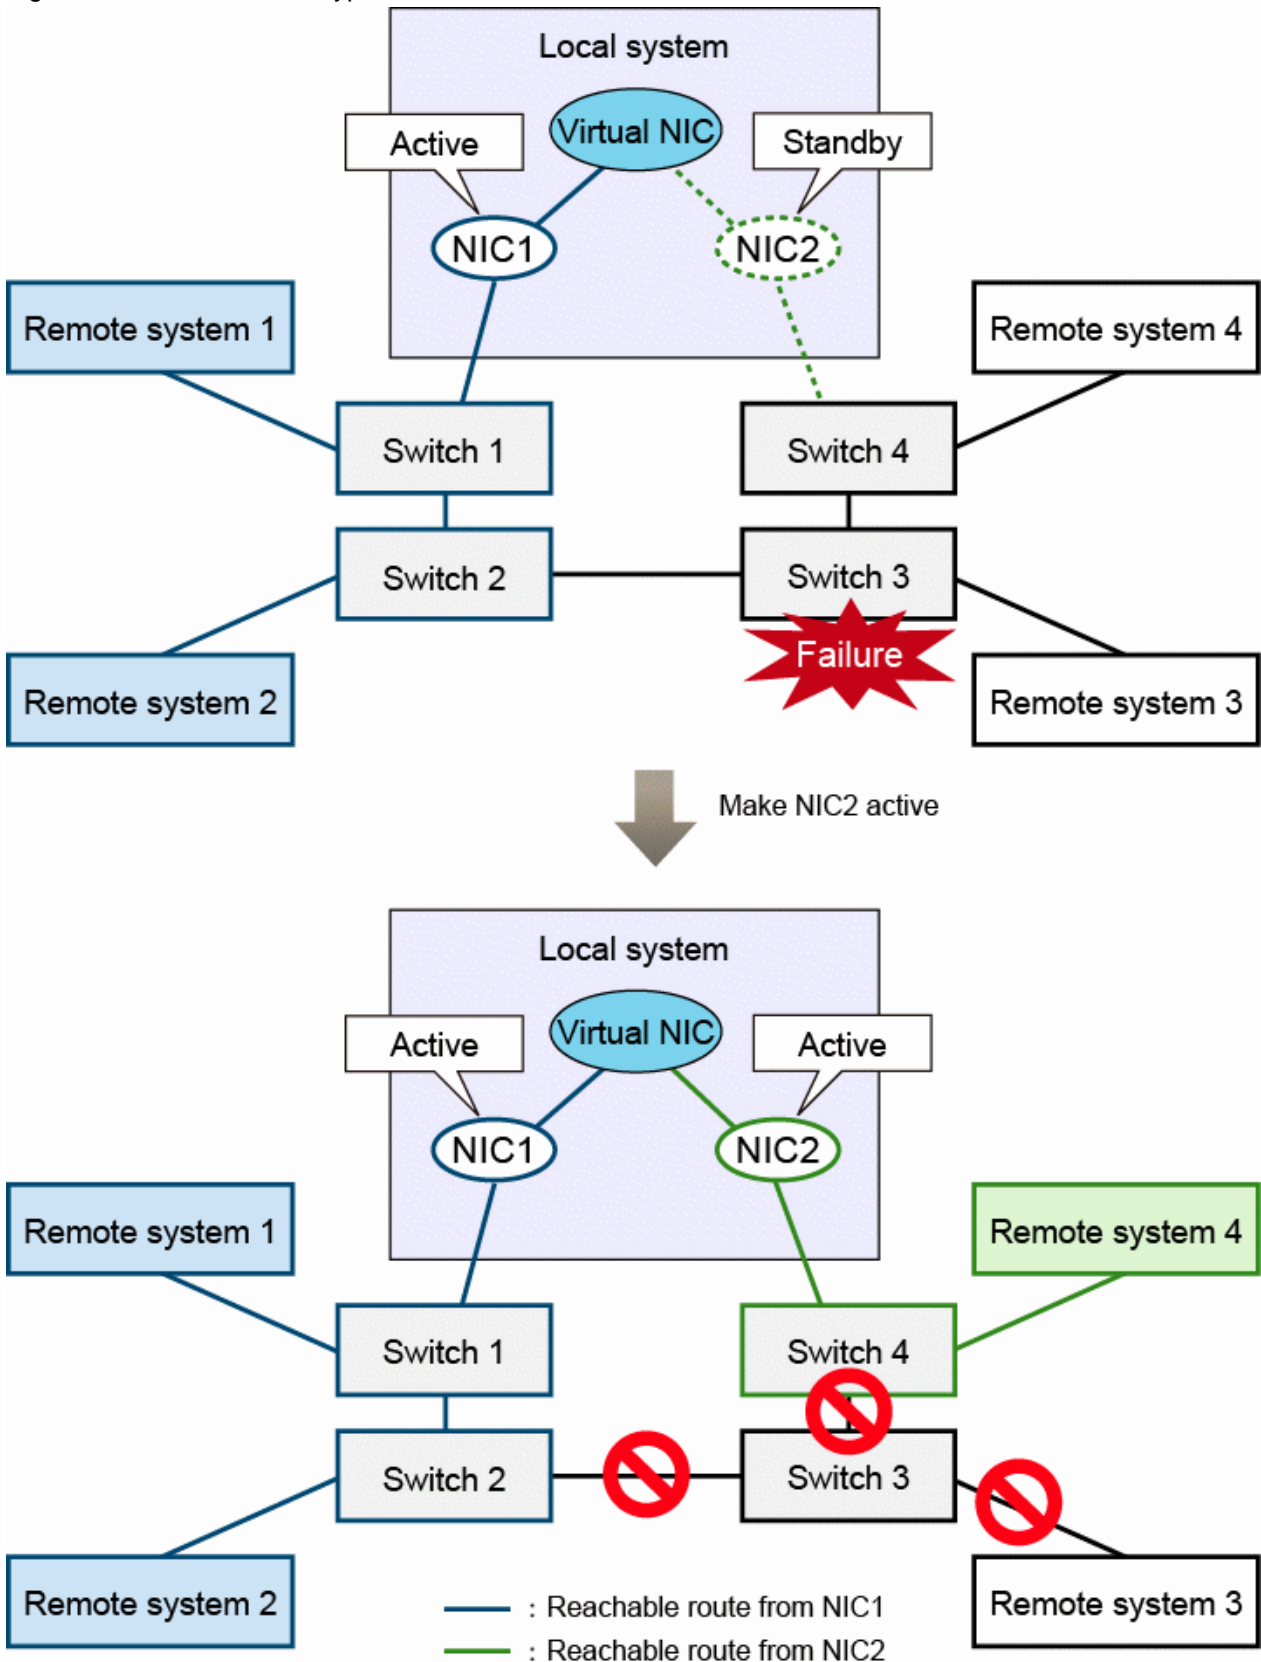 Local system
Virtual NIC
Active
Standby
NIC1
NIC2
Remote system 1
Remote system 4
Switch 1
Switch 4
Switch 2
Switch 3
Failure
Remote system 2
Remote system 3
Make NIC2 active
Local system
Virtual NIC
Active
Active
NIC1
NIC2
Remote system 1
Remote system 4
Switch 1
Switch 4
Switch 2
Switch 3
Remote system 2
Remote system 3
: Reachable route from NIC1
: Reachable route from NIC2